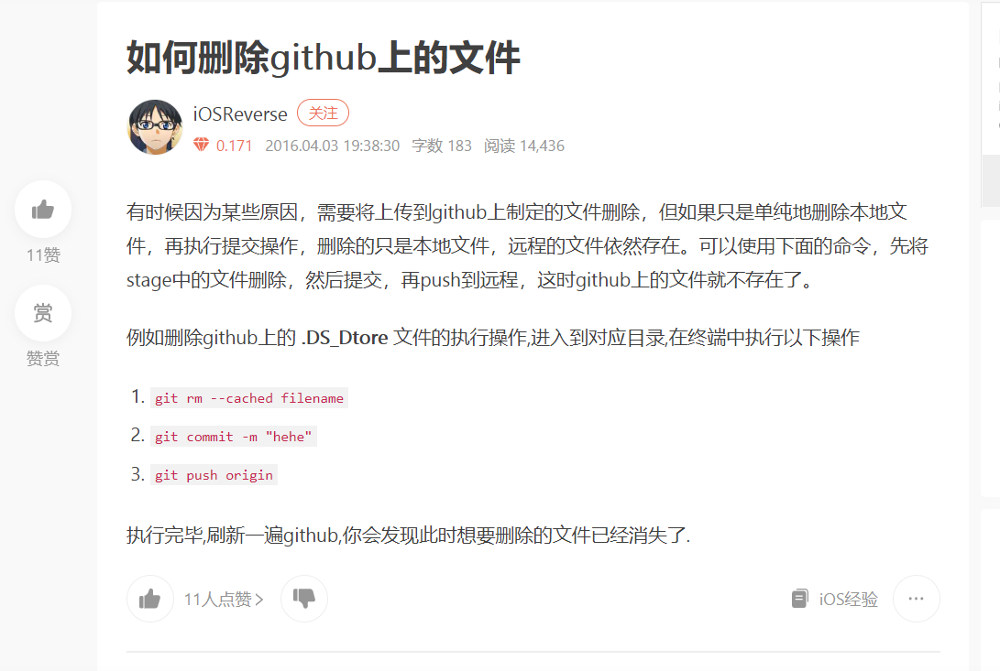 如何删除github上的文件
iOSReverse 关注
0.171 2016.04.03 19:38:30 字数 183 阅读 14,436
有时候因为某些原因，需要将上传到github上制定的文件删除，但如果只是单纯地删除本地文
件，再执行提交操作，删除的只是本地文件，远程的文件依然存在。可以使用下面的命令，先将
stage中的文件删除，然后提交，再push到远程，这时github上的文件就不存在了。
11赞
赏
赞赏
例如删除github上的 .DS_Dtore 文件的执行操作,进入到对应目录,在终端中执行以下操作
1. git rm --cached filename
2. git commit -m "hehe"
3. git push origin
执行完毕,刷新一遍github,你会发现此时想要删除的文件已经消失了.
11人点赞 >
iOS经验